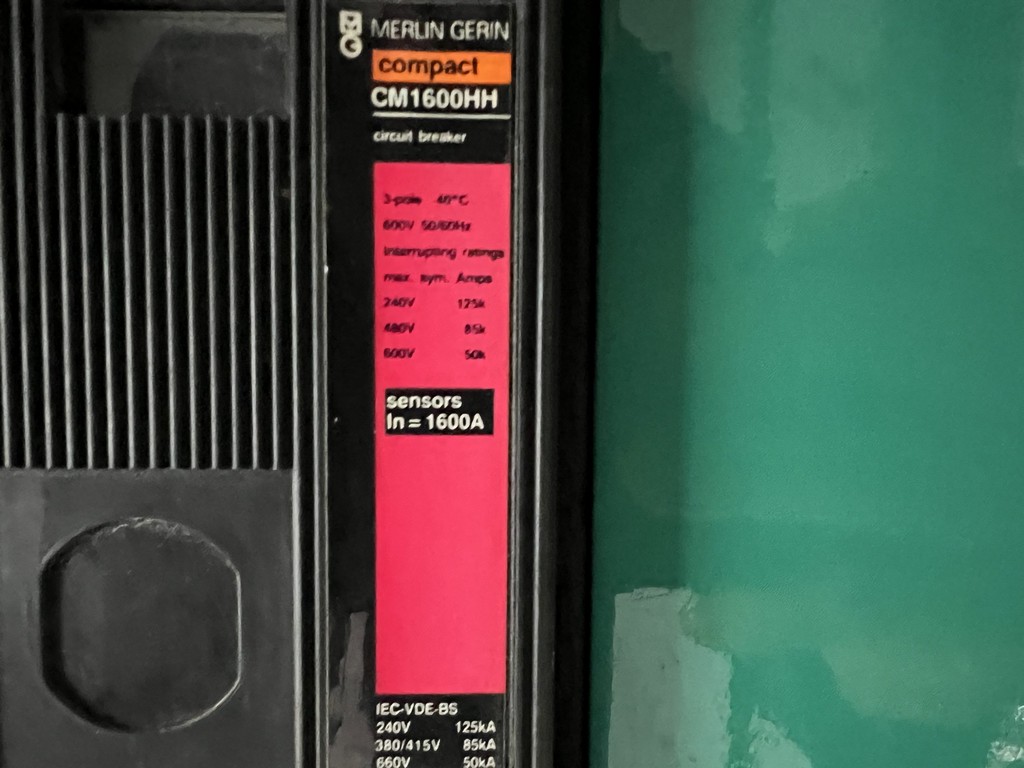 MG
MERLIN GERIN
compact
CM1600HH
circuit breaker
3-pole 40°C
600V 50/60Hz
Interrupting ratings
max. sym. Amps
240V 125k
480V 85k
600V 50k
sensors
In = 1600A
IEC-VDE-BS
240V 125kA
380/415V 85kA
660V 50kA